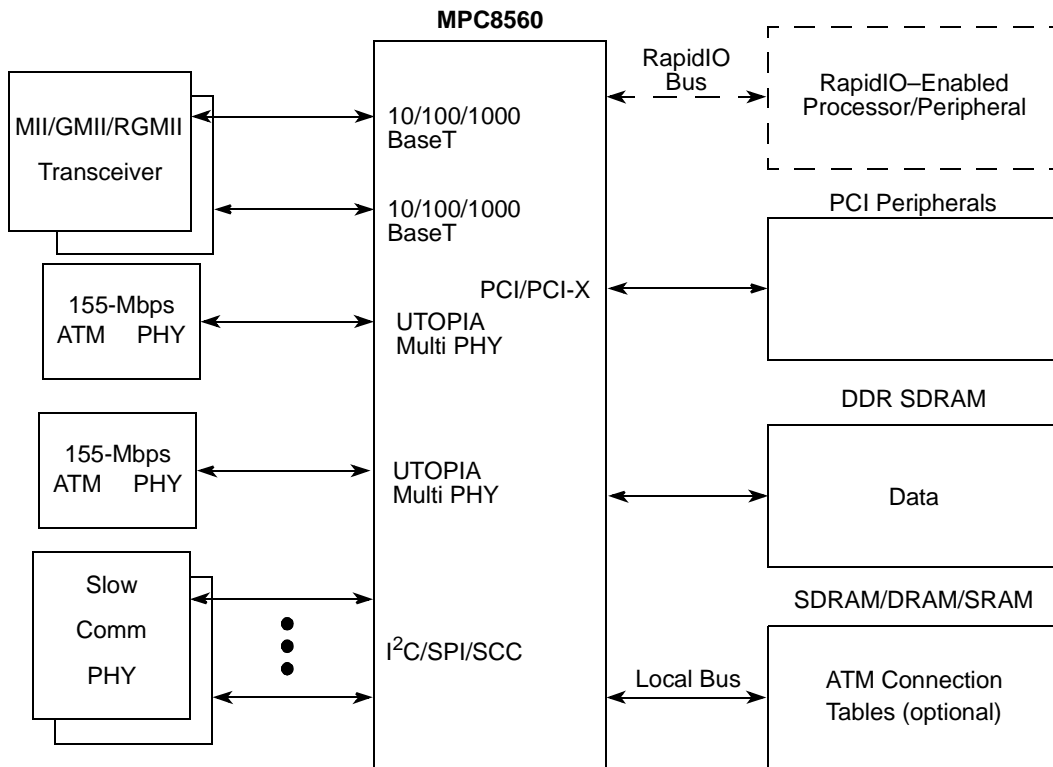 MPC8560
MII/GMII/RGMII
Transceiver
10/100/1000
BaseT
10/100/1000
BaseT
155-Mbps
ATM PHY
UTOPIA
Multi PHY
155-Mbps
ATM PHY
UTOPIA
Multi PHY
Slow
Comm
PHY
I²C/SPI/SCC
RapidIO
Bus
RapidIO–Enabled
Processor/Peripheral
PCI Peripherals
PCI/PCI-X
DDR SDRAM
Data
SDRAM/DRAM/SRAM
Local Bus
ATM Connection
Tables (optional)